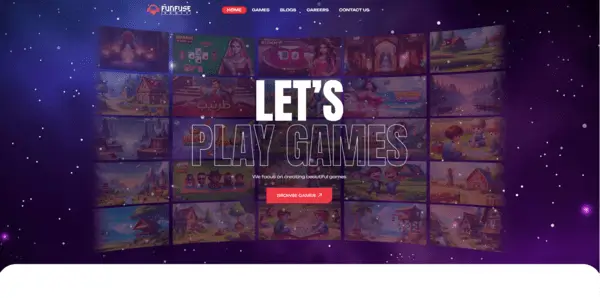 FUNFUSE
HOME
GAMES
BLOGS
CAREERS
CONTACT US
LET'S
PLAY GAMES
We focus on creating beautiful games
BROWSE GAMES